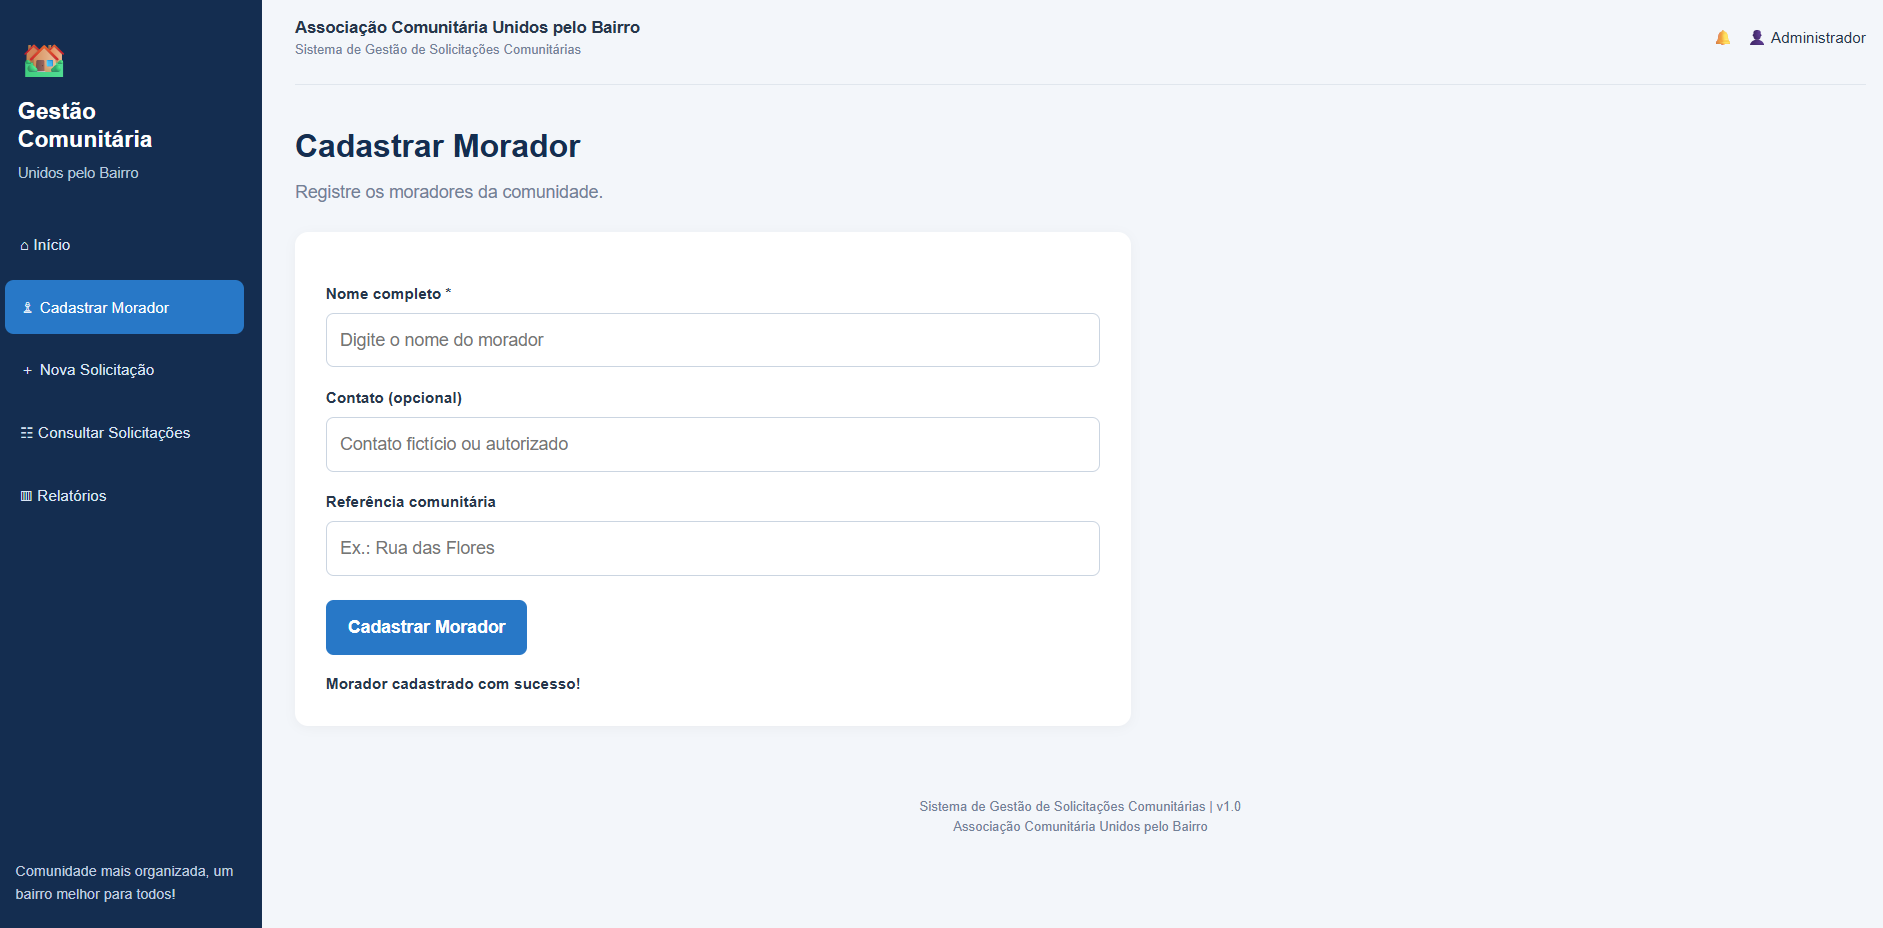 Gestão
Comunitária
Unidos pelo Bairro
Início
Cadastrar Morador
+ Nova Solicitação
Consultar Solicitações
Relatórios
Comunidade mais organizada, um
bairro melhor para todos!
Associação Comunitária Unidos pelo Bairro
Sistema de Gestão de Solicitações Comunitárias
Administrador
Cadastrar Morador
Registre os moradores da comunidade.
Nome completo *
Digite o nome do morador
Contato (opcional)
Contato fictício ou autorizado
Referência comunitária
Ex.: Rua das Flores
Cadastrar Morador
Morador cadastrado com sucesso!
Sistema de Gestão de Solicitações Comunitárias | v1.0
Associação Comunitária Unidos pelo Bairro